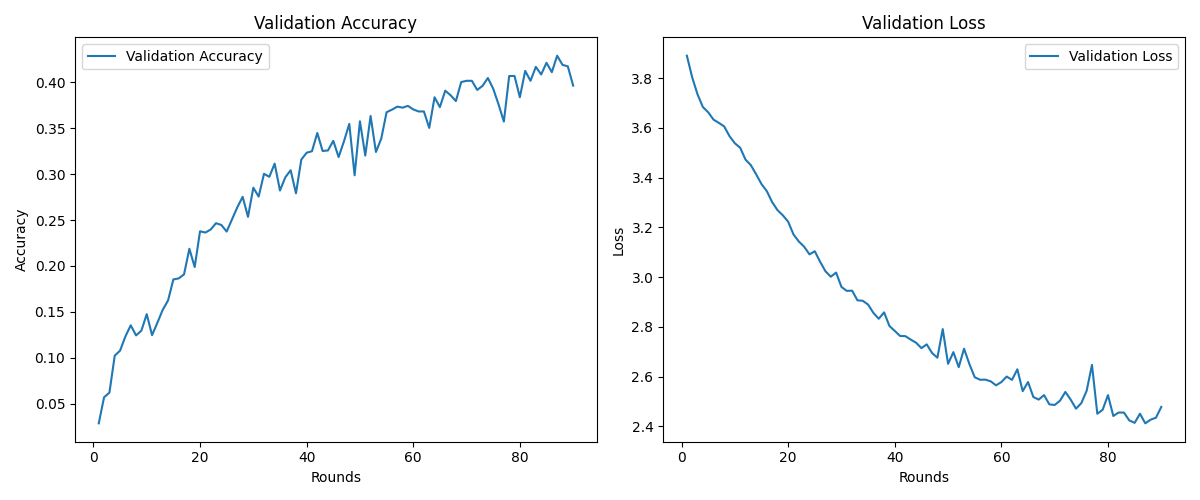 Validation Accuracy
Validation Accuracy
0.40
0.35
0.30
0.25
0.20
0.15
0.10
0.05
Accuracy
0 20 40 60 80
Rounds
Validation Loss
Validation Loss
3.8
3.6
3.4
3.2
3.0
2.8
2.6
2.4
Loss
0 20 40 60 80
Rounds